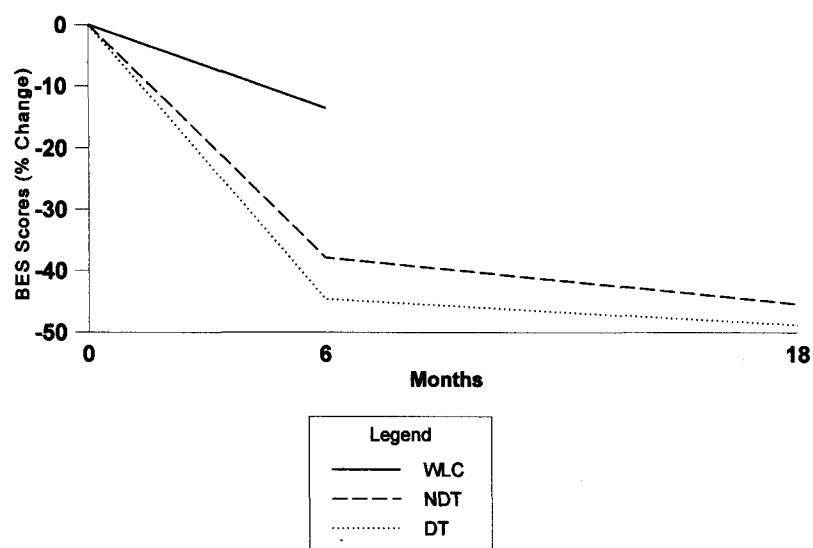 BES Scores (% Change)
0
-10
-20
-30
-40
-50
0 6 18
Months
Legend
WLC
NDT
DT